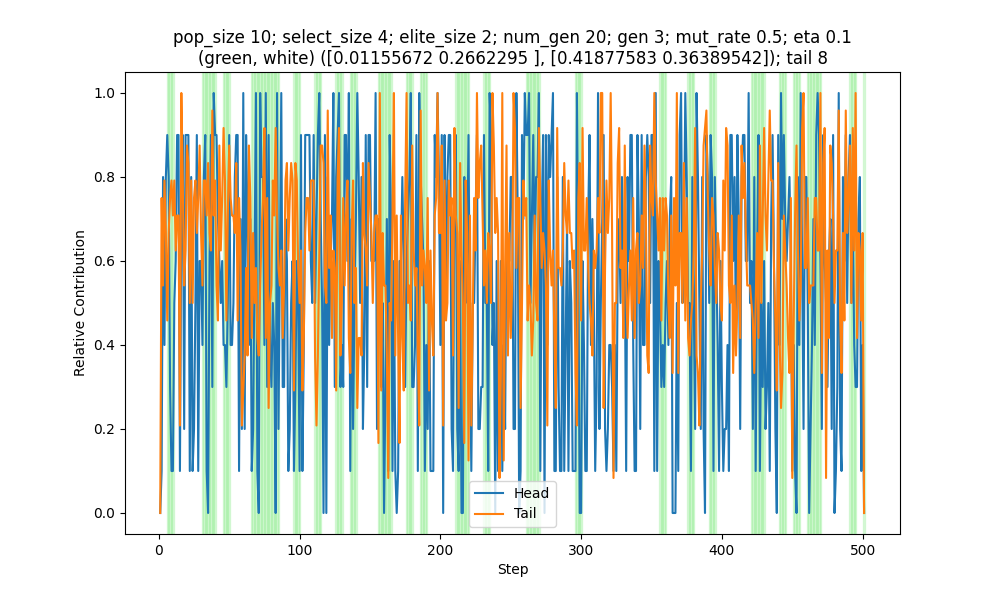 pop_size 10; select_size 4; elite_size 2; num_gen 20; gen 3; mut_rate 0.5; eta 0.1
(green, white) ([0.01155672 0.2662295 ], [0.41877583 0.36389542]); tail 8
1.0
0.8
0.6
0.4
0.2
0.0
Relative Contribution
Head
Tail
0
100
200
300
400
500
Step